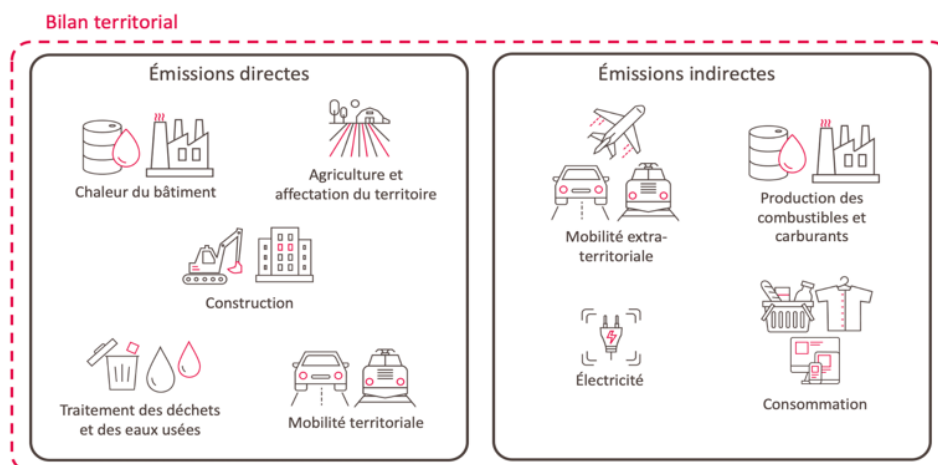 Bilan territorial
Émissions directes
Chaleur du bâtiment
Agriculture et
affectation du territoire
Construction
Traitement des déchets
et des eaux usées
Mobilité territoriale
Émissions indirectes
Mobilité extra-
territoriale
Production des
combustibles et
carburants
Électricité
Consommation